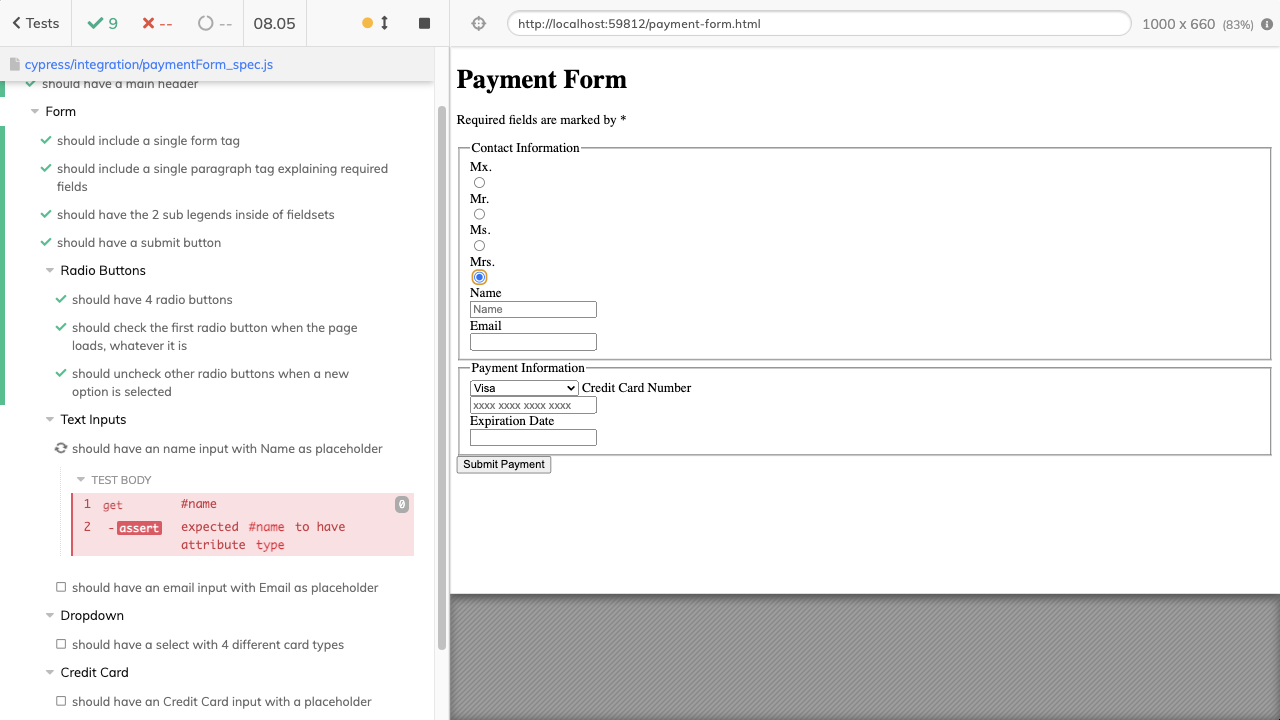 Tests
9
--
--
08.05
http://localhost:59812/payment-form.html
1000 x 660 (83%)
cypress/integration/paymentForm_spec.js
should have a main header
Form
should include a single form tag
should include a single paragraph tag explaining required
fields
should have the 2 sub legends inside of fieldsets
should have a submit button
Radio Buttons
should have 4 radio buttons
should check the first radio button when the page
loads, whatever it is
should uncheck other radio buttons when a new
option is selected
Text Inputs
should have an name input with Name as placeholder
TEST BODY
1 get #name 0
2 -assert expected #name to have
attribute type
should have an email input with Email as placeholder
Dropdown
should have a select with 4 different card types
Credit Card
should have an Credit Card input with a placeholder
Payment Form
Required fields are marked by *
Contact Information
Mx.
Mr.
Ms.
Mrs.
Name
Name
Email
Payment Information
Visa Credit Card Number
xxxx xxxx xxxx xxxx
Expiration Date
Submit Payment